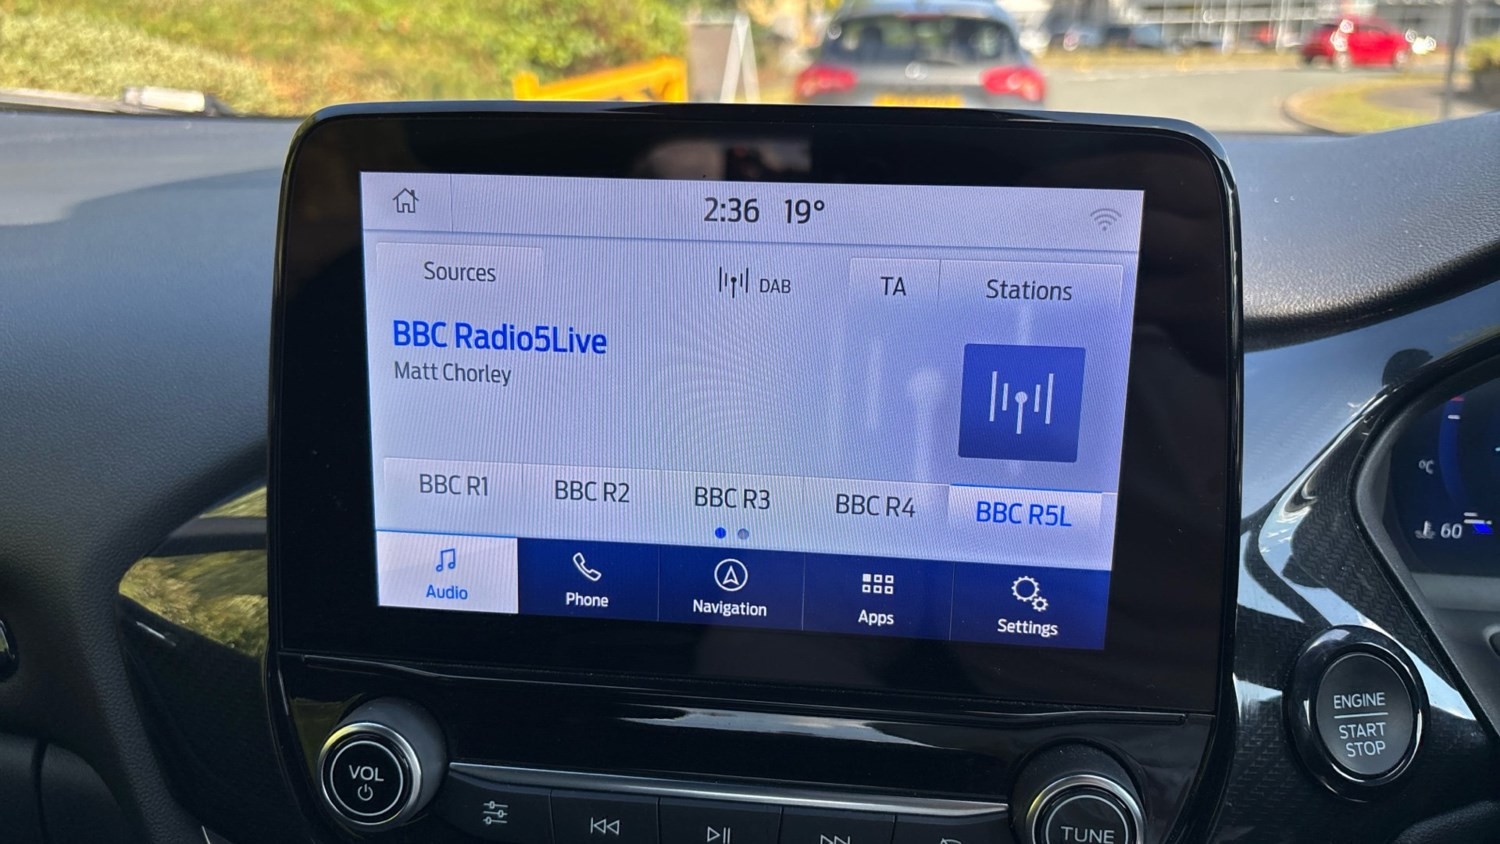 2:36 19°
Sources DAB TA Stations
BBC Radio5Live
Matt Chorley
BBC R1 BBC R2 BBC R3 BBC R4 BBC R5L
Audio Phone Navigation Apps Settings
°C
60
ENGINE
START
STOP
VOL
TUNE